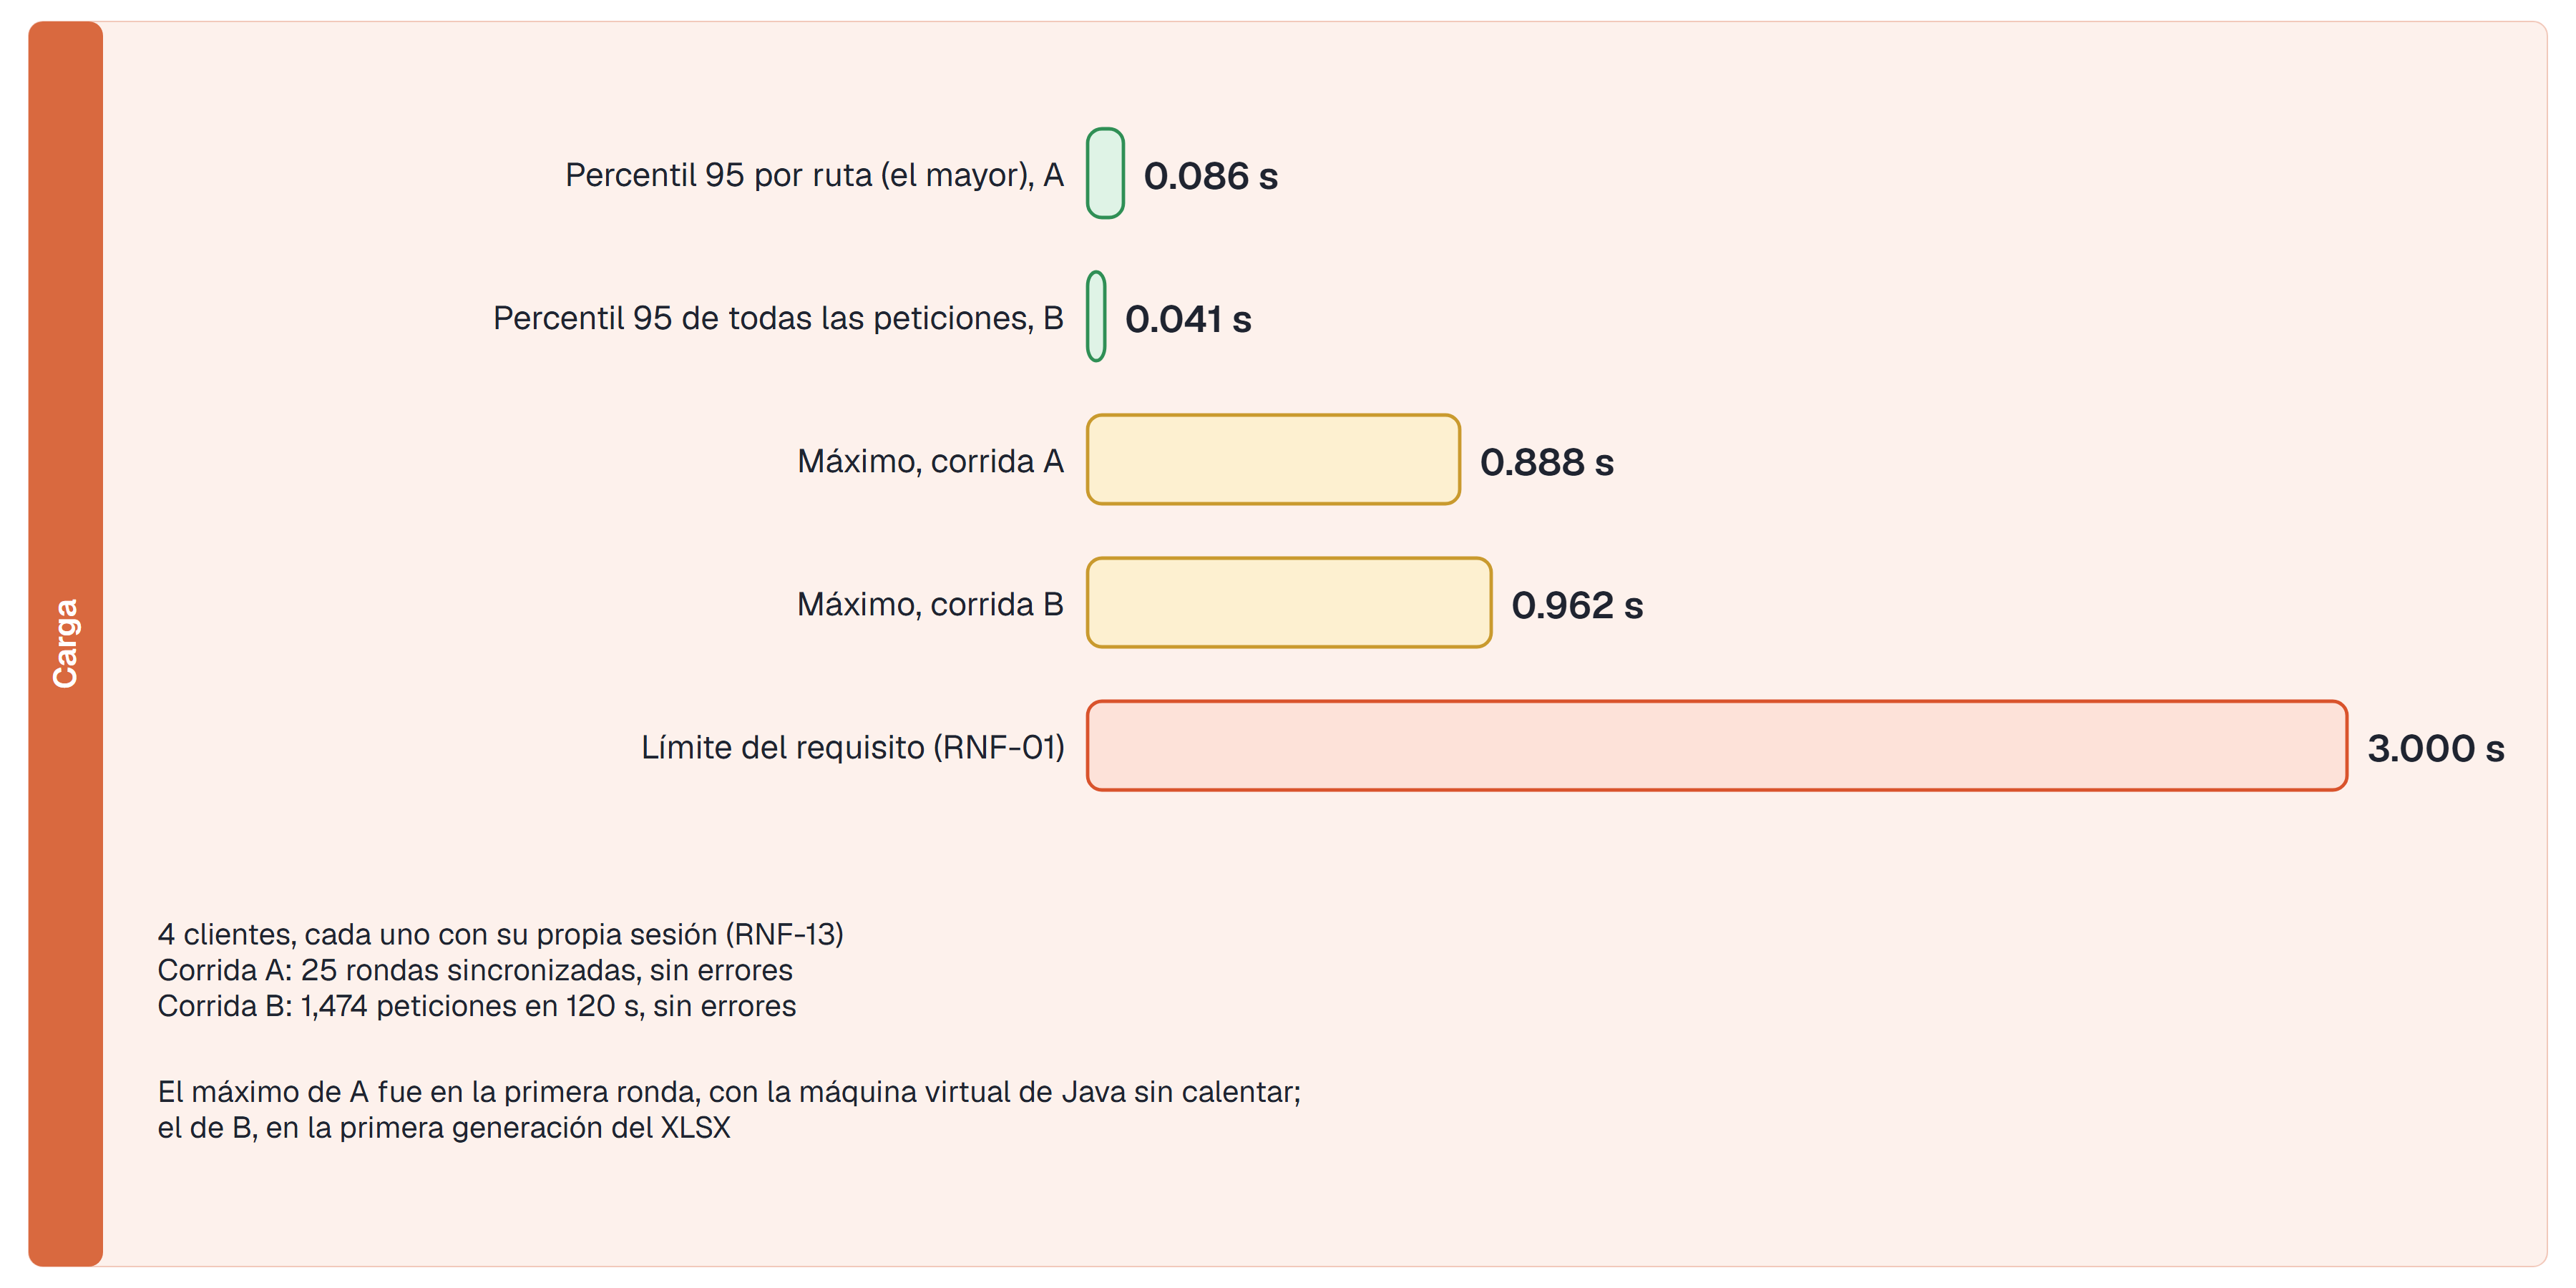 Carga
Percentil 95 por ruta (el mayor), A
0.086 s
Percentil 95 de todas las peticiones, B
0.041 s
Máximo, corrida A
0.888 s
Máximo, corrida B
0.962 s
Límite del requisito (RNF-01)
3.000 s
4 clientes, cada uno con su propia sesión (RNF-13)
Corrida A: 25 rondas sincronizadas, sin errores
Corrida B: 1,474 peticiones en 120 s, sin errores
El máximo de A fue en la primera ronda, con la máquina virtual de Java sin calentar;
el de B, en la primera generación del XLSX